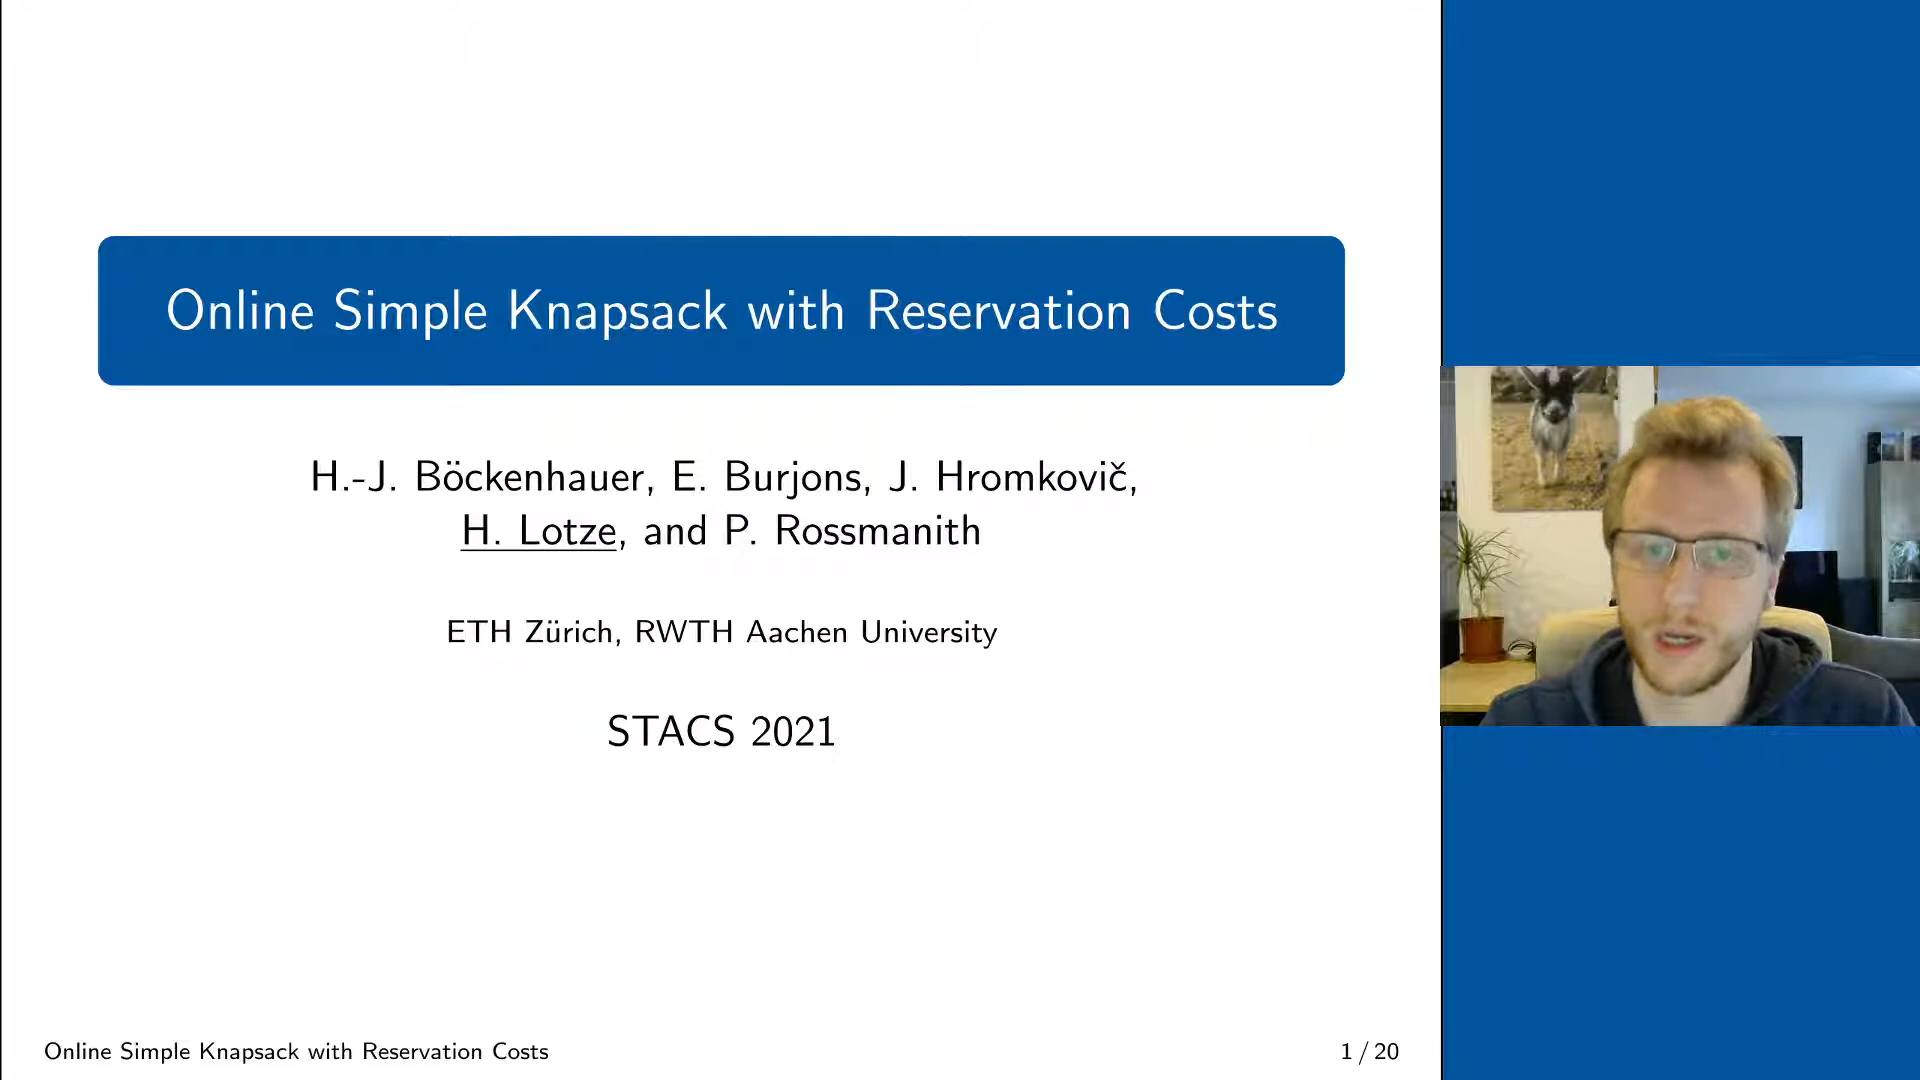 Online Simple Knapsack with Reservation Costs
H.-J. Böckenhauer, E. Burjons, J. Hromkovič,
H. Lotze, and P. Rossmanith
ETH Zürich, RWTH Aachen University
STACS 2021
Online Simple Knapsack with Reservation Costs
1 / 20